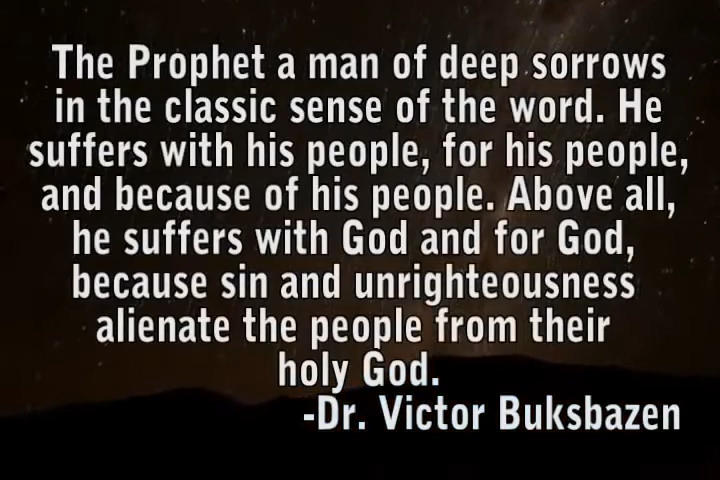 The Prophet a man of deep sorrows
in the classic sense of the word. He
suffers with his people, for his people,
and because of his people. Above all,
he suffers with God and for God,
because sin and unrighteousness
alienate the people from their
holy God.
-Dr. Victor Buksbazen